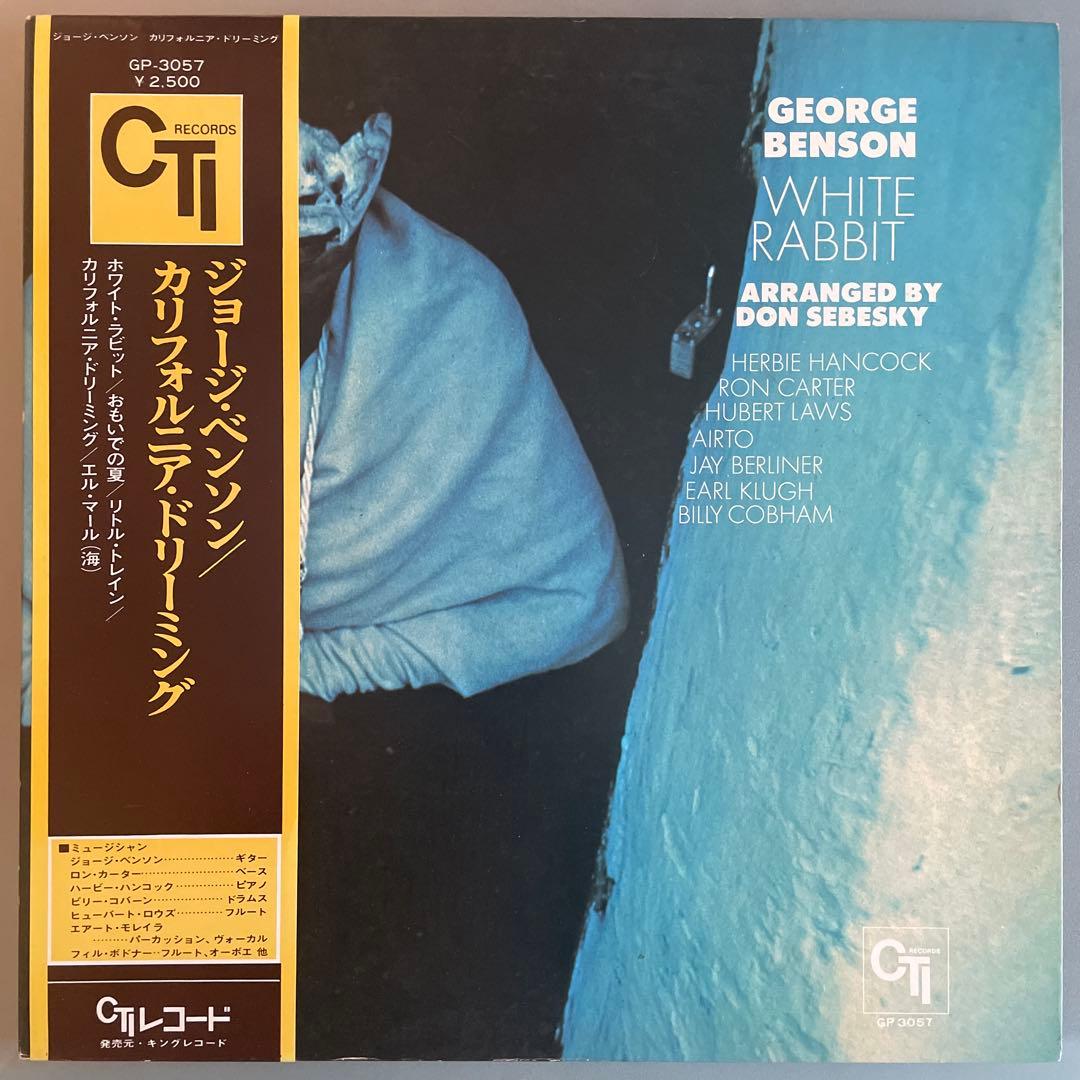 ジョージ・ベンソン カリフォルニア・ドリーミング
GP-3057
¥2,500
CTI RECORDS
ジョージ・ベンソン/
カリフォルニア・ドリーミング
ホワイト・ラビット/おもいでの夏/リトル・トレイン/
カリフォルニア・ドリーミング/エル・マール(海)
■ミュージシャン
ジョージ・ベンソン………………ギター
ロン・カーター……………………ベース
ハービー・ハンコック……………ピアノ
ビリー・コバーン………………ドラムス
ヒューバート・ロウズ…………フルート
エアート・モレイラ
………パーカッション、ヴォーカル
フィル・ボドナー‥フルート、オーボエ 他
CTIレコード
発売元・キングレコード
GEORGE
BENSON
WHITE
RABBIT
ARRANGED BY
DON SEBESKY
HERBIE HANCOCK
RON CARTER
HUBERT LAWS
AIRTO
JAY BERLINER
EARL KLUGH
BILLY COBHAM
CTI RECORDS
GP 3057